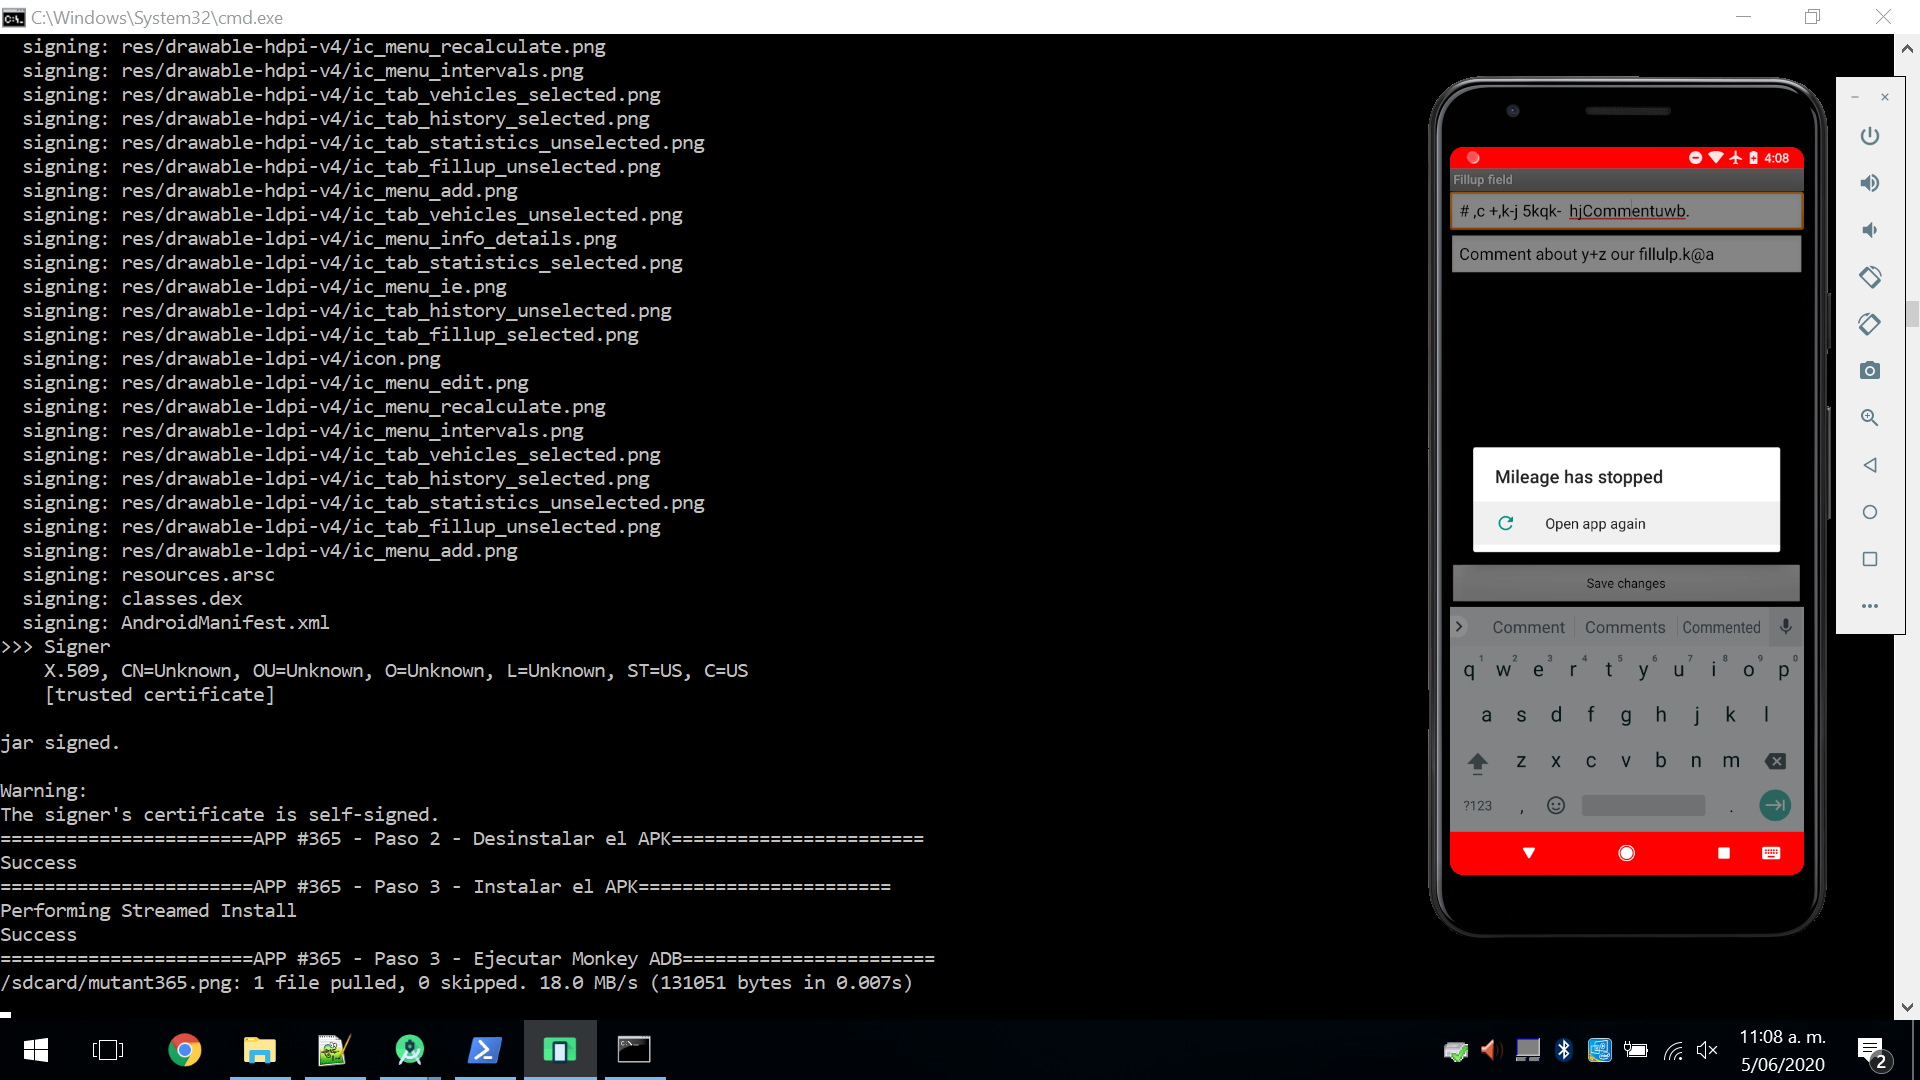 C:\Windows\System32\cmd.exe
signing: res/drawable-hdpi-v4/ic_menu_recalculate.png
signing: res/drawable-hdpi-v4/ic_menu_intervals.png
signing: res/drawable-hdpi-v4/ic_tab_vehicles_selected.png
signing: res/drawable-hdpi-v4/ic_tab_history_selected.png
signing: res/drawable-hdpi-v4/ic_tab_statistics_unselected.png
signing: res/drawable-hdpi-v4/ic_tab_fillup_unselected.png
signing: res/drawable-hdpi-v4/ic_menu_add.png
signing: res/drawable-ldpi-v4/ic_tab_vehicles_unselected.png
signing: res/drawable-ldpi-v4/ic_menu_info_details.png
signing: res/drawable-ldpi-v4/ic_tab_statistics_selected.png
signing: res/drawable-ldpi-v4/ic_menu_ie.png
signing: res/drawable-ldpi-v4/ic_tab_history_unselected.png
signing: res/drawable-ldpi-v4/ic_tab_fillup_selected.png
signing: res/drawable-ldpi-v4/icon.png
signing: res/drawable-ldpi-v4/ic_menu_edit.png
signing: res/drawable-ldpi-v4/ic_menu_recalculate.png
signing: res/drawable-ldpi-v4/ic_menu_intervals.png
signing: res/drawable-ldpi-v4/ic_tab_vehicles_selected.png
signing: res/drawable-ldpi-v4/ic_tab_history_selected.png
signing: res/drawable-ldpi-v4/ic_tab_statistics_unselected.png
signing: res/drawable-ldpi-v4/ic_tab_fillup_unselected.png
signing: res/drawable-ldpi-v4/ic_menu_add.png
signing: resources.arsc
signing: classes.dex
signing: AndroidManifest.xml
>>> Signer
X.509, CN=Unknown, OU=Unknown, O=Unknown, L=Unknown, ST=US, C=US
[trusted certificate]
jar signed.
Warning:
The signer's certificate is self-signed.
=======================APP #365 - Paso 2 - Desinstalar el APK=======================
Success
=======================APP #365 - Paso 3 - Instalar el APK=======================
Performing Streamed Install
Success
=======================APP #365 - Paso 3 - Ejecutar Monkey ADB=======================
/sdcard/mutant365.png: 1 file pulled, 0 skipped. 18.0 MB/s (131051 bytes in 0.007s)
4:08
Fillup field
# ,c +,k-j 5kqk-  hjCommentuwb.
Comment about y+z our fillulp.k@a
Mileage has stopped
Open app again
Save changes
Comment Comments Commented
1 2 3 4 5 6 7 8 9 0
q w e r t y u i o p
a s d f g h j k l
z x c v b n m
?123 , .
11:08 a. m.
5/06/2020
2